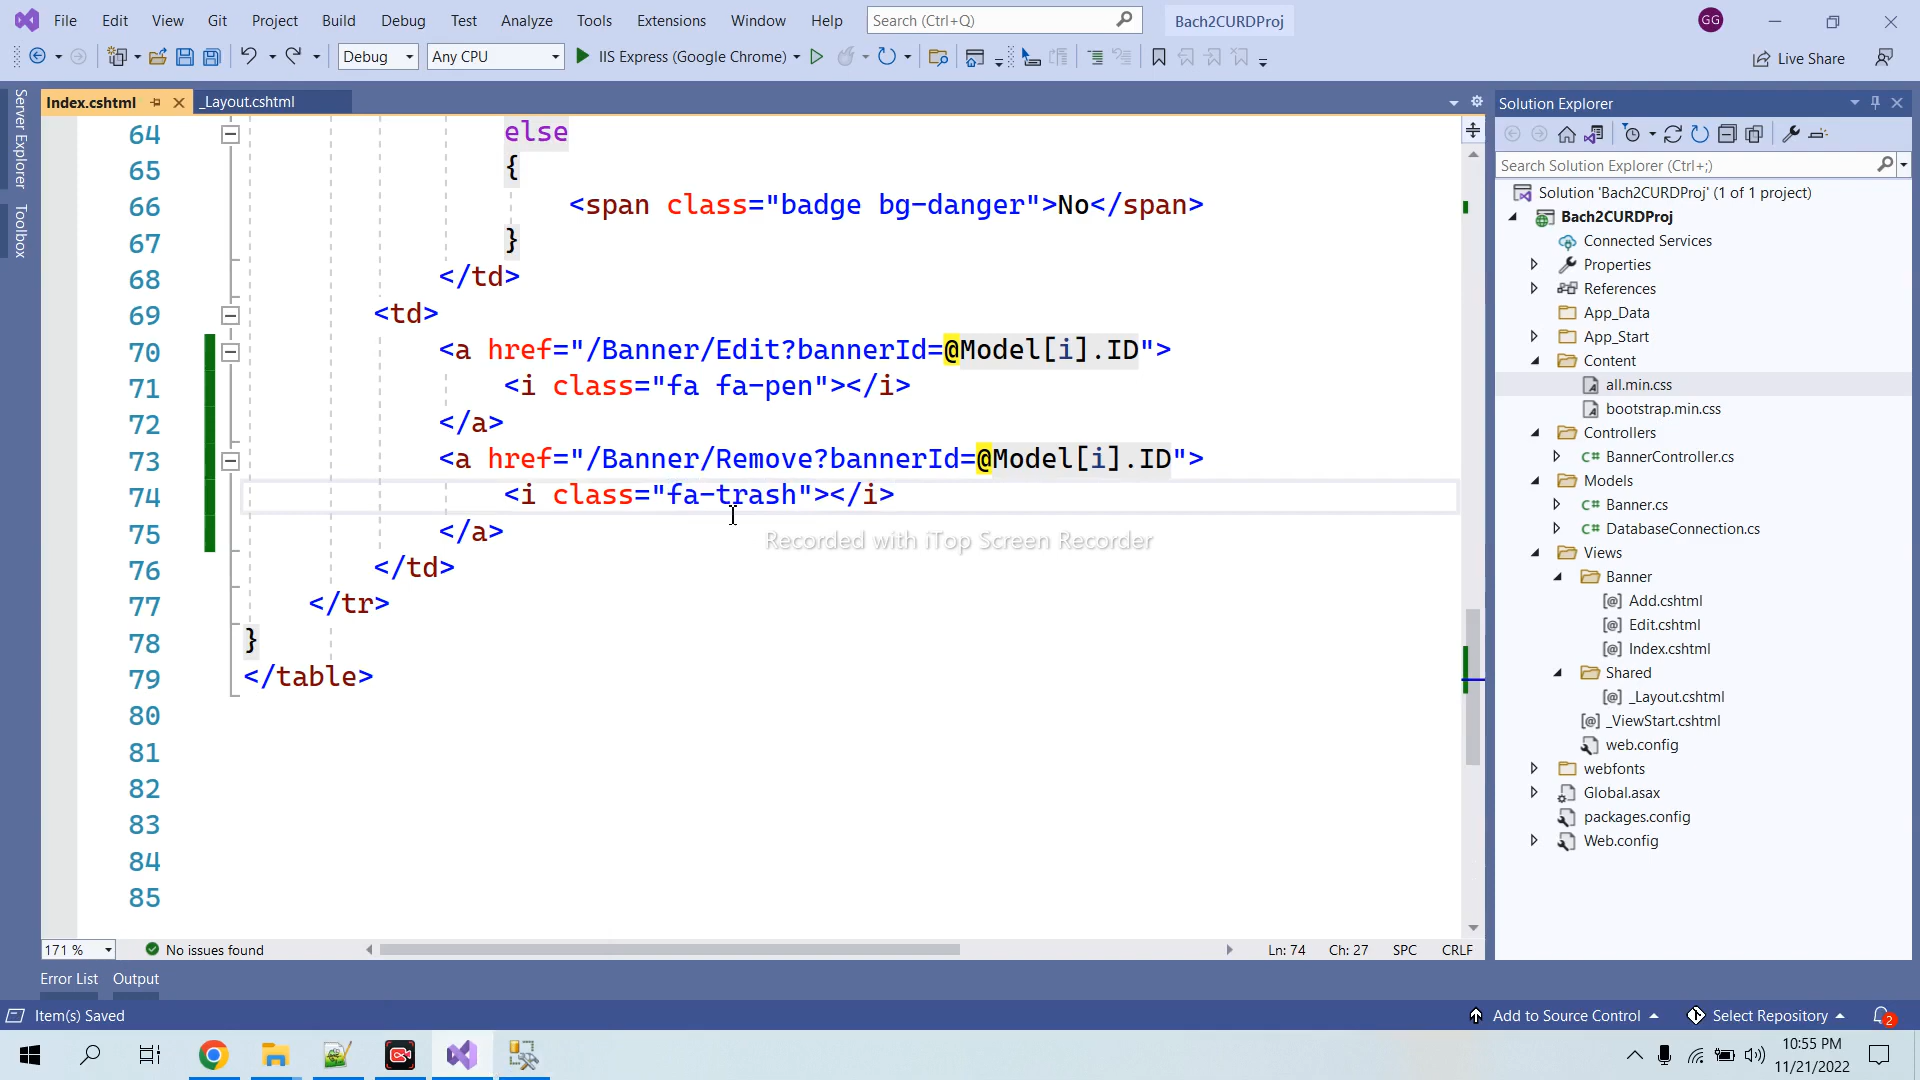 File Edit View Git Project Build Debug Test Analyze Tools Extensions Window Help Search (Ctrl+Q) Bach2CURDProj GG
Debug Any CPU IIS Express (Google Chrome) Live Share
Server Explorer
Toolbox
Index.cshtml _Layout.cshtml
64 else
65 {
66 <span class="badge bg-danger">No</span>
67 }
68 </td>
69 <td>
70 <a href="/Banner/Edit?bannerId=@Model[i].ID">
71 <i class="fa fa-pen"></i>
72 </a>
73 <a href="/Banner/Remove?bannerId=@Model[i].ID">
74 <i class="fa-trash"></i>
75 </a>
76 </td>
77 </tr>
78 }
79 </table>
80
81
82
83
84
85
Recorded with iTop Screen Recorder
171 % No issues found Ln: 74 Ch: 27 SPC CRLF
Error List Output
Solution Explorer
Search Solution Explorer (Ctrl+;)
Solution 'Bach2CURDProj' (1 of 1 project)
Bach2CURDProj
Connected Services
Properties
References
App_Data
App_Start
Content
all.min.css
bootstrap.min.css
Controllers
C# BannerController.cs
Models
C# Banner.cs
C# DatabaseConnection.cs
Views
Banner
[@] Add.cshtml
[@] Edit.cshtml
[@] Index.cshtml
Shared
[@] _Layout.cshtml
[@] _ViewStart.cshtml
web.config
webfonts
Global.asax
packages.config
Web.config
Item(s) Saved Add to Source Control Select Repository 2
10:55 PM
11/21/2022